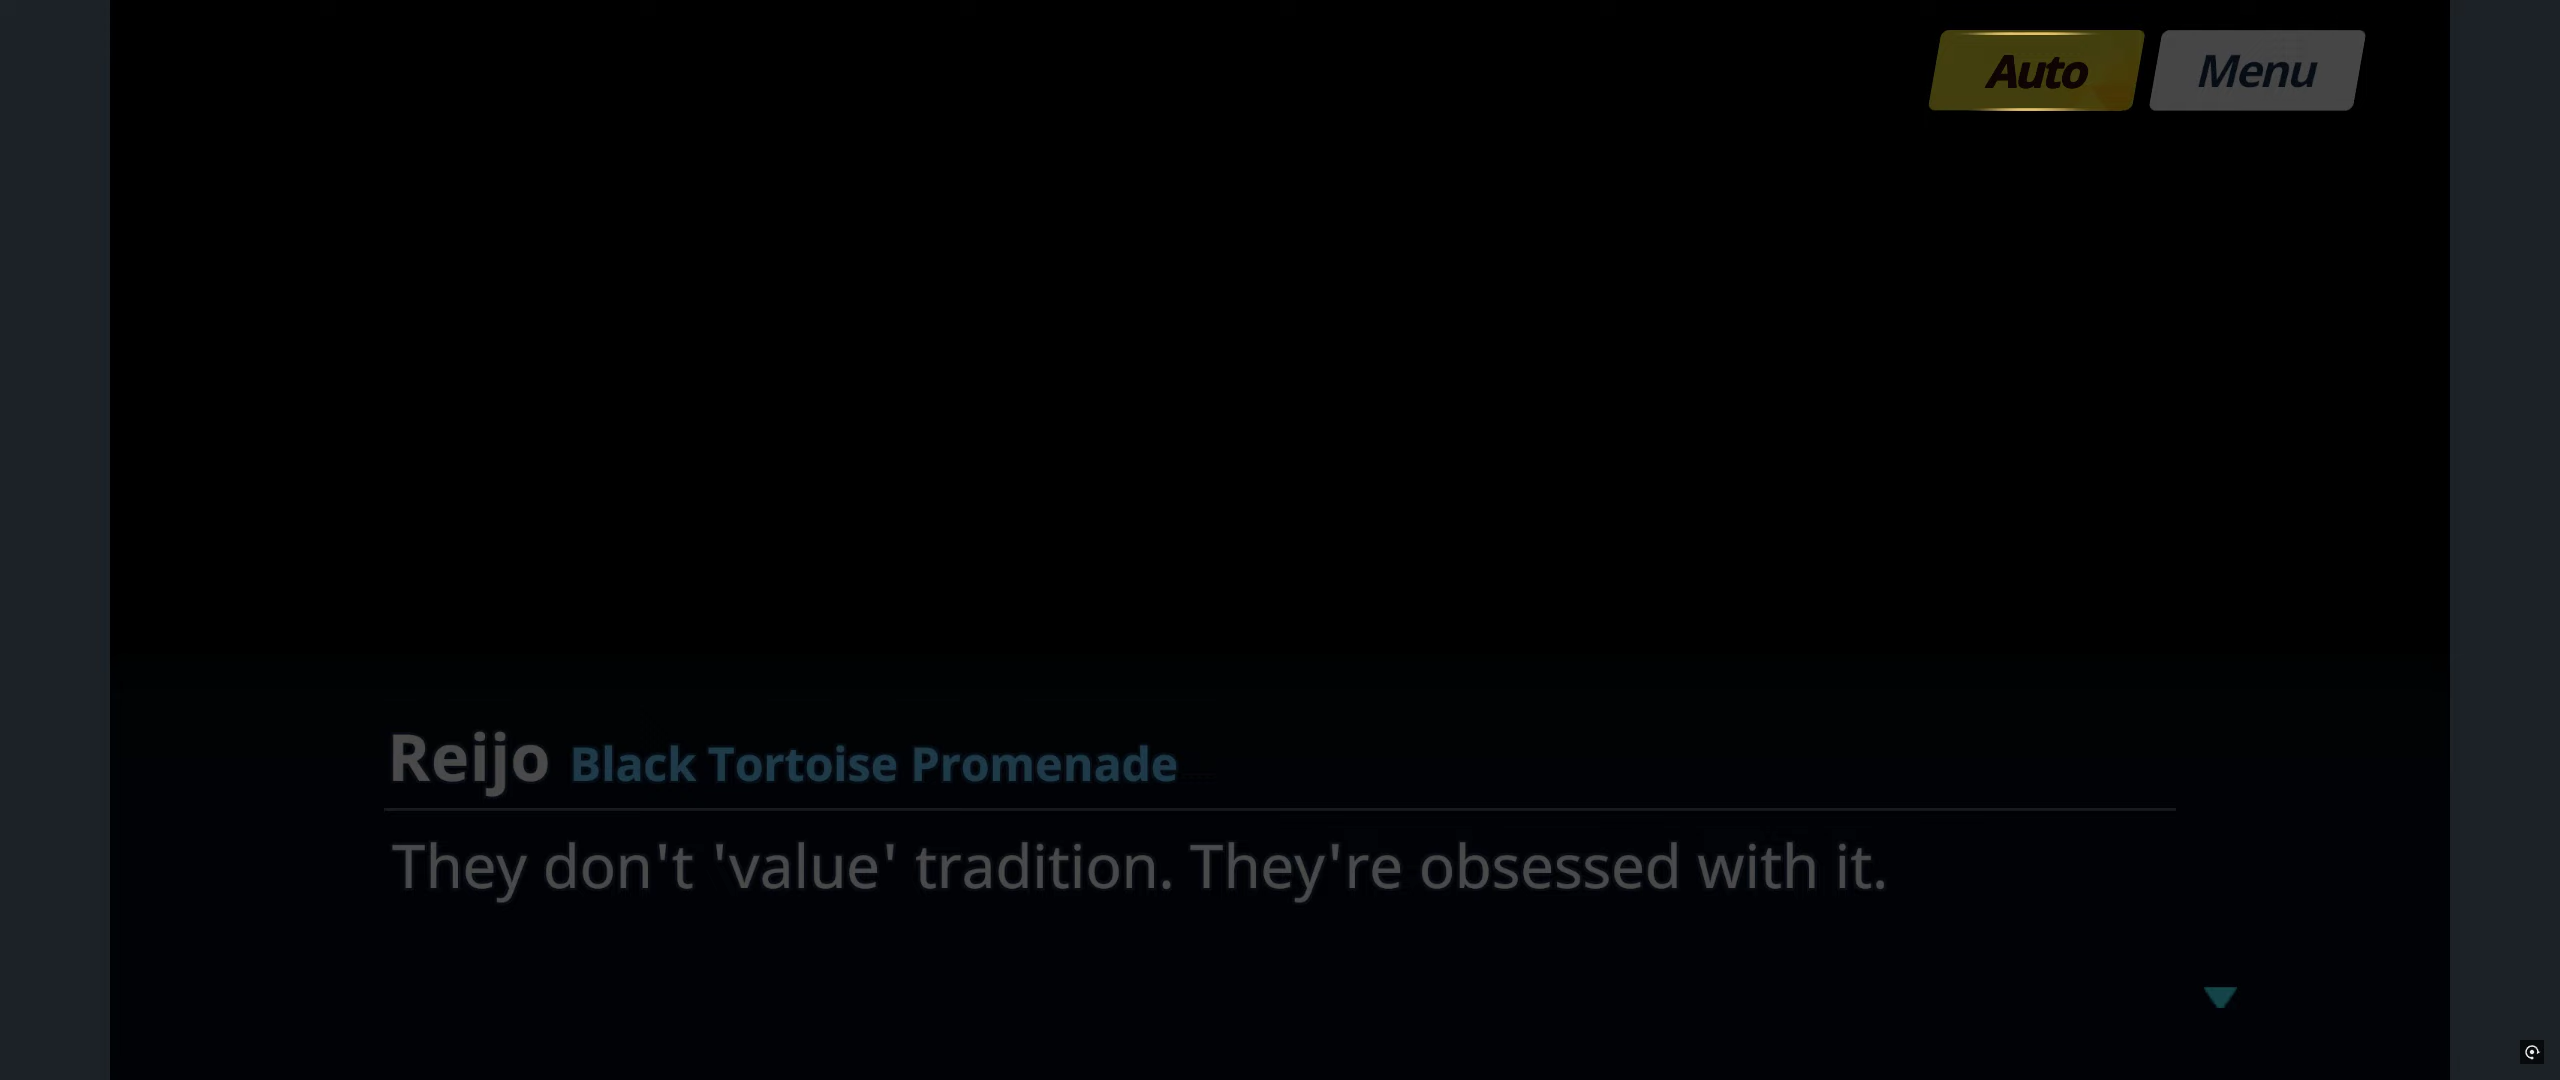 Auto Menu
Reijo Black Tortoise Promenade
They don't 'value' tradition. They're obsessed with it.